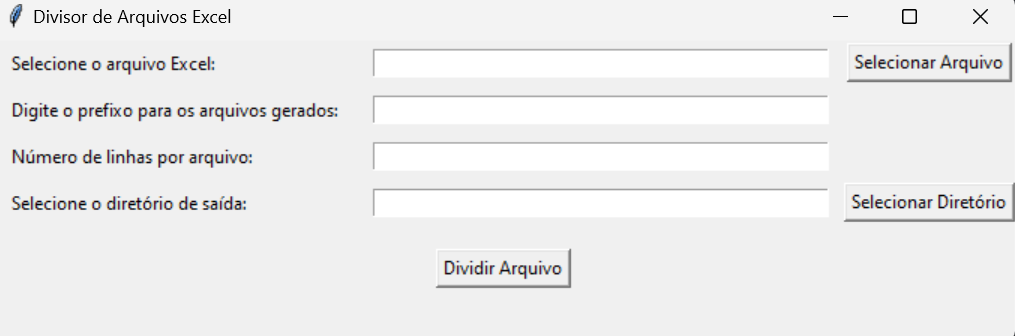 Divisor de Arquivos Excel
Selecione o arquivo Excel: Selecionar Arquivo
Digite o prefixo para os arquivos gerados:
Número de linhas por arquivo:
Selecione o diretório de saída: Selecionar Diretório
Dividir Arquivo